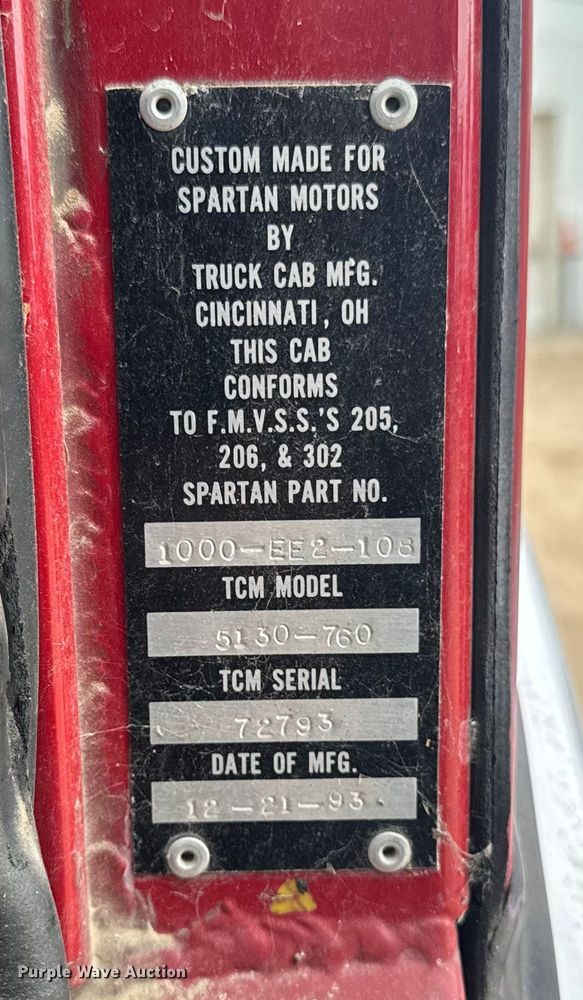 CUSTOM MADE FOR
SPARTAN MOTORS
BY
TRUCK CAB MFG.
CINCINNATI, OH
THIS CAB
CONFORMS
TO F.M.V.S.S.'S 205,
206, & 302
SPARTAN PART NO.
1000-EE2-108
TCM MODEL
5130-760
TCM SERIAL
72793
DATE OF MFG.
12-21-93
Purple Wave Auction